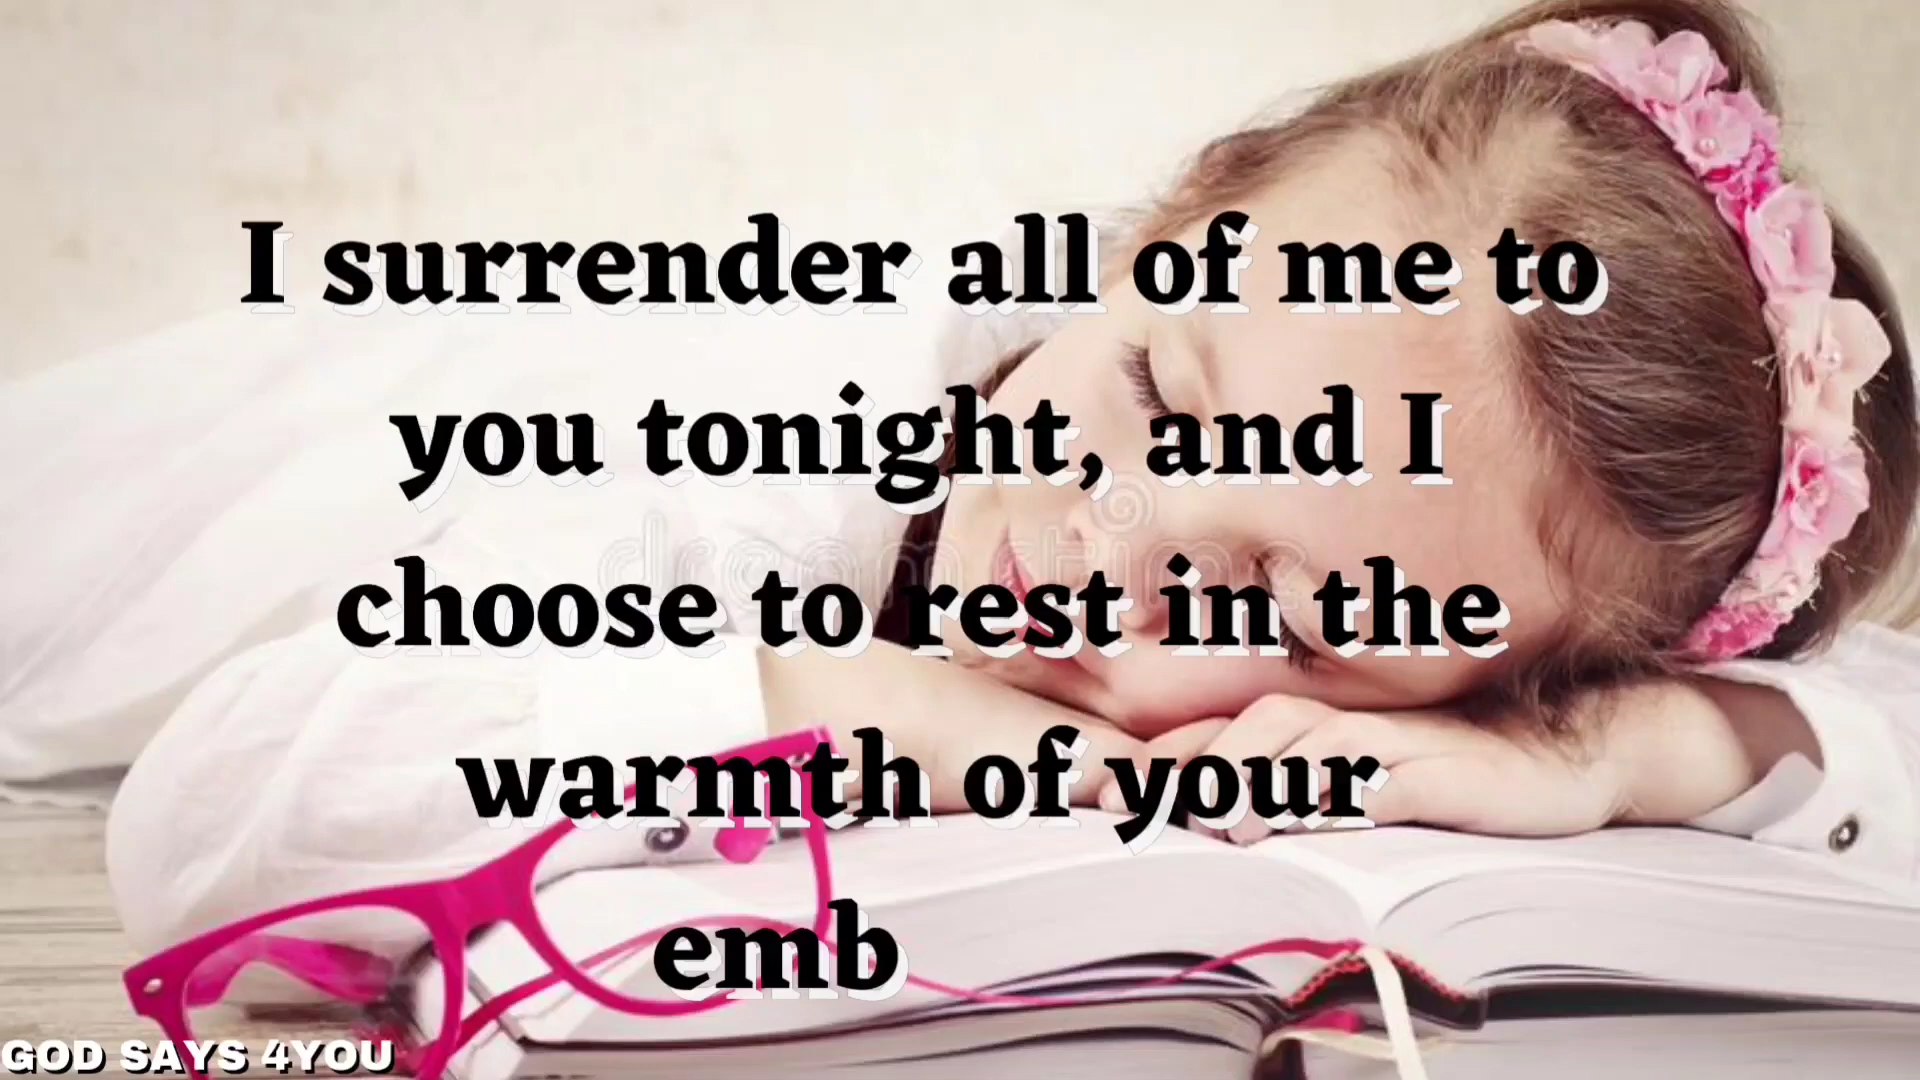 I surrender all of me to
you tonight, and I
dreamstime
choose to rest in the
warmth of your
emb
GOD SAYS 4YOU